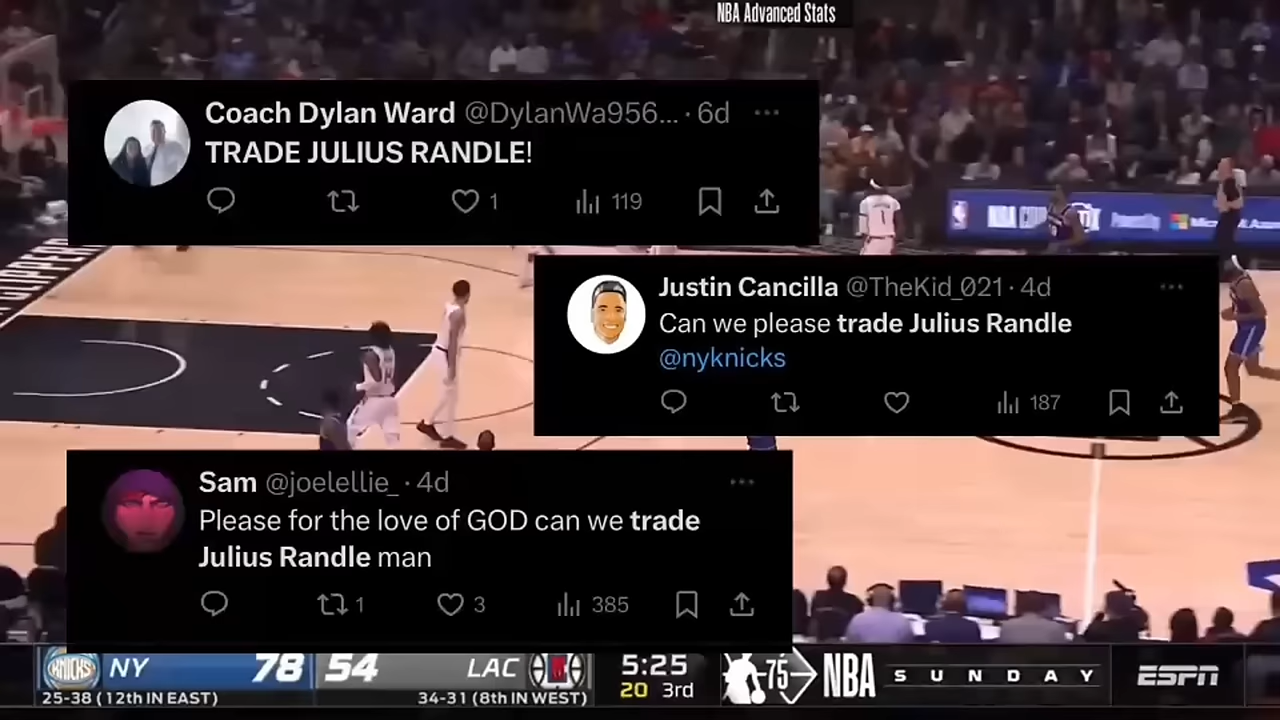 NBA Advanced Stats
Coach Dylan Ward @DylanWa956... · 6d
TRADE JULIUS RANDLE!
1 119
Justin Cancilla @TheKid_021 · 4d
Can we please trade Julius Randle
@nyknicks
187
Sam @joelellie_ · 4d
Please for the love of GOD can we trade
Julius Randle man
1 3 385
KNICKS NY 78 54 LAC 5:25 75 NBA SUNDAY ESPN
25-38 (12th IN EAST) 34-31 (8th IN WEST) 20 3rd